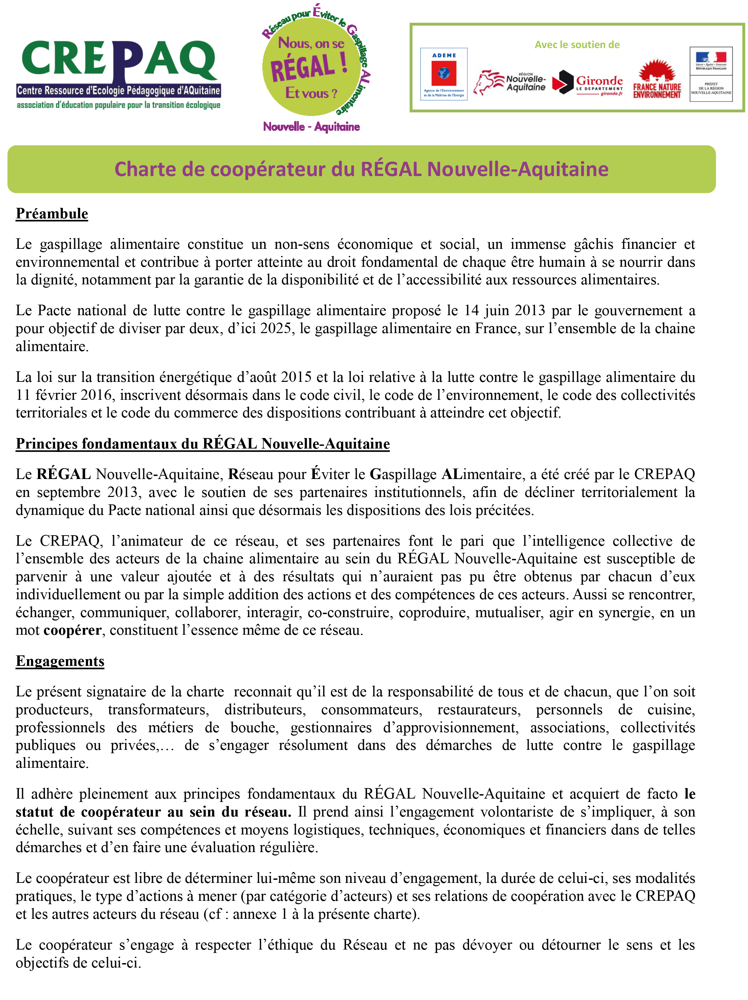 CREPAQ
Centre Ressource d'Ecologie Pédagogique d'AQuitaine
association d'éducation populaire pour la transition écologique
Réseau pour Éviter le Gaspillage ALimentaire
Nous, on se
RÉGAL !
Et vous ?
Nouvelle - Aquitaine
Avec le soutien de
ADEME
Agence de l'Environnement
et de la Maîtrise de l'Energie
RÉGION
Nouvelle-
Aquitaine
Gironde
LE DEPARTEMENT
gironde.fr
FRANCE NATURE
ENVIRONNEMENT
Liberté • Égalité • Fraternité
RÉPUBLIQUE FRANÇAISE
PRÉFET
DE LA RÉGION
NOUVELLE-AQUITAINE
Charte de coopérateur du RÉGAL Nouvelle-Aquitaine
Préambule
Le gaspillage alimentaire constitue un non-sens économique et social, un immense gâchis financier et
environnemental et contribue à porter atteinte au droit fondamental de chaque être humain à se nourrir dans
la dignité, notamment par la garantie de la disponibilité et de l'accessibilité aux ressources alimentaires.
Le Pacte national de lutte contre le gaspillage alimentaire proposé le 14 juin 2013 par le gouvernement a
pour objectif de diviser par deux, d'ici 2025, le gaspillage alimentaire en France, sur l'ensemble de la chaine
alimentaire.
La loi sur la transition énergétique d'août 2015 et la loi relative à la lutte contre le gaspillage alimentaire du
11 février 2016, inscrivent désormais dans le code civil, le code de l'environnement, le code des collectivités
territoriales et le code du commerce des dispositions contribuant à atteindre cet objectif.
Principes fondamentaux du RÉGAL Nouvelle-Aquitaine
Le RÉGAL Nouvelle-Aquitaine, Réseau pour Éviter le Gaspillage ALimentaire, a été créé par le CREPAQ
en septembre 2013, avec le soutien de ses partenaires institutionnels, afin de décliner territorialement la
dynamique du Pacte national ainsi que désormais les dispositions des lois précitées.
Le CREPAQ, l'animateur de ce réseau, et ses partenaires font le pari que l'intelligence collective de
l'ensemble des acteurs de la chaine alimentaire au sein du RÉGAL Nouvelle-Aquitaine est susceptible de
parvenir à une valeur ajoutée et à des résultats qui n'auraient pas pu être obtenus par chacun d'eux
individuellement ou par la simple addition des actions et des compétences de ces acteurs. Aussi se rencontrer,
échanger, communiquer, collaborer, interagir, co-construire, coproduire, mutualiser, agir en synergie, en un
mot coopérer, constituent l'essence même de ce réseau.
Engagements
Le présent signataire de la charte reconnait qu'il est de la responsabilité de tous et de chacun, que l'on soit
producteurs, transformateurs, distributeurs, consommateurs, restaurateurs, personnels de cuisine,
professionnels des métiers de bouche, gestionnaires d'approvisionnement, associations, collectivités
publiques ou privées,… de s'engager résolument dans des démarches de lutte contre le gaspillage
alimentaire.
Il adhère pleinement aux principes fondamentaux du RÉGAL Nouvelle-Aquitaine et acquiert de facto le
statut de coopérateur au sein du réseau. Il prend ainsi l'engagement volontariste de s'impliquer, à son
échelle, suivant ses compétences et moyens logistiques, techniques, économiques et financiers dans de telles
démarches et d'en faire une évaluation régulière.
Le coopérateur est libre de déterminer lui-même son niveau d'engagement, la durée de celui-ci, ses modalités
pratiques, le type d'actions à mener (par catégorie d'acteurs) et ses relations de coopération avec le CREPAQ
et les autres acteurs du réseau (cf : annexe 1 à la présente charte).
Le coopérateur s'engage à respecter l'éthique du Réseau et ne pas dévoyer ou détourner le sens et les
objectifs de celui-ci.